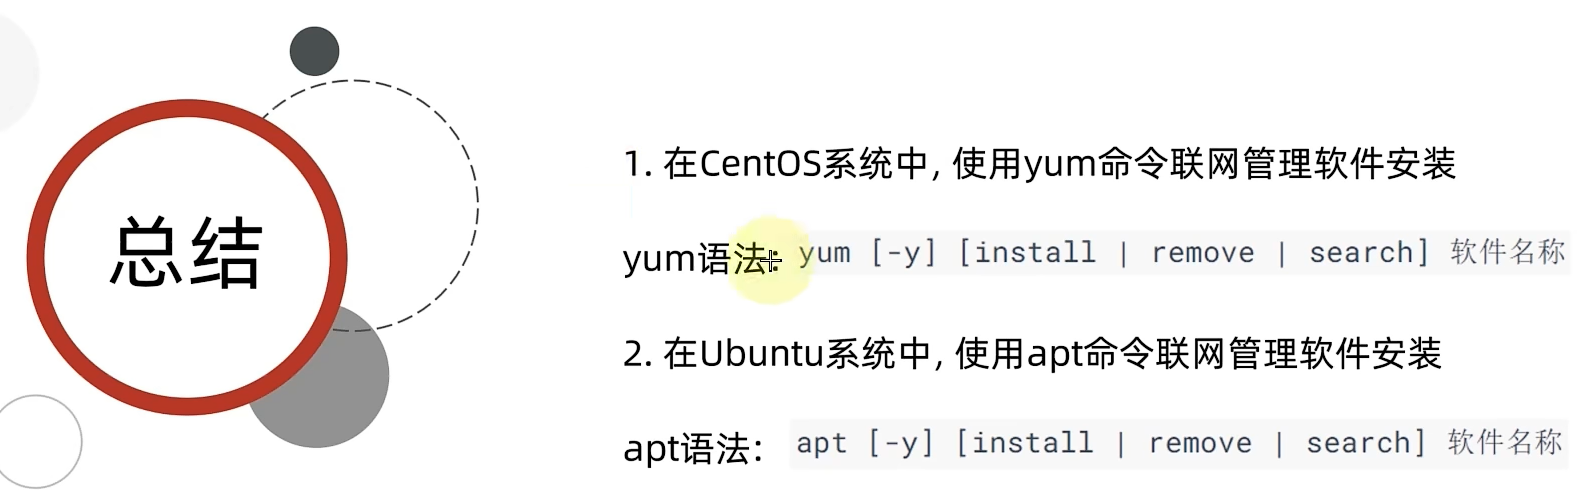 总结
1. 在CentOS系统中, 使用yum命令联网管理软件安装
yum语法: yum [-y] [install | remove | search] 软件名称
2. 在Ubuntu系统中, 使用apt命令联网管理软件安装
apt语法: apt [-y] [install | remove | search] 软件名称